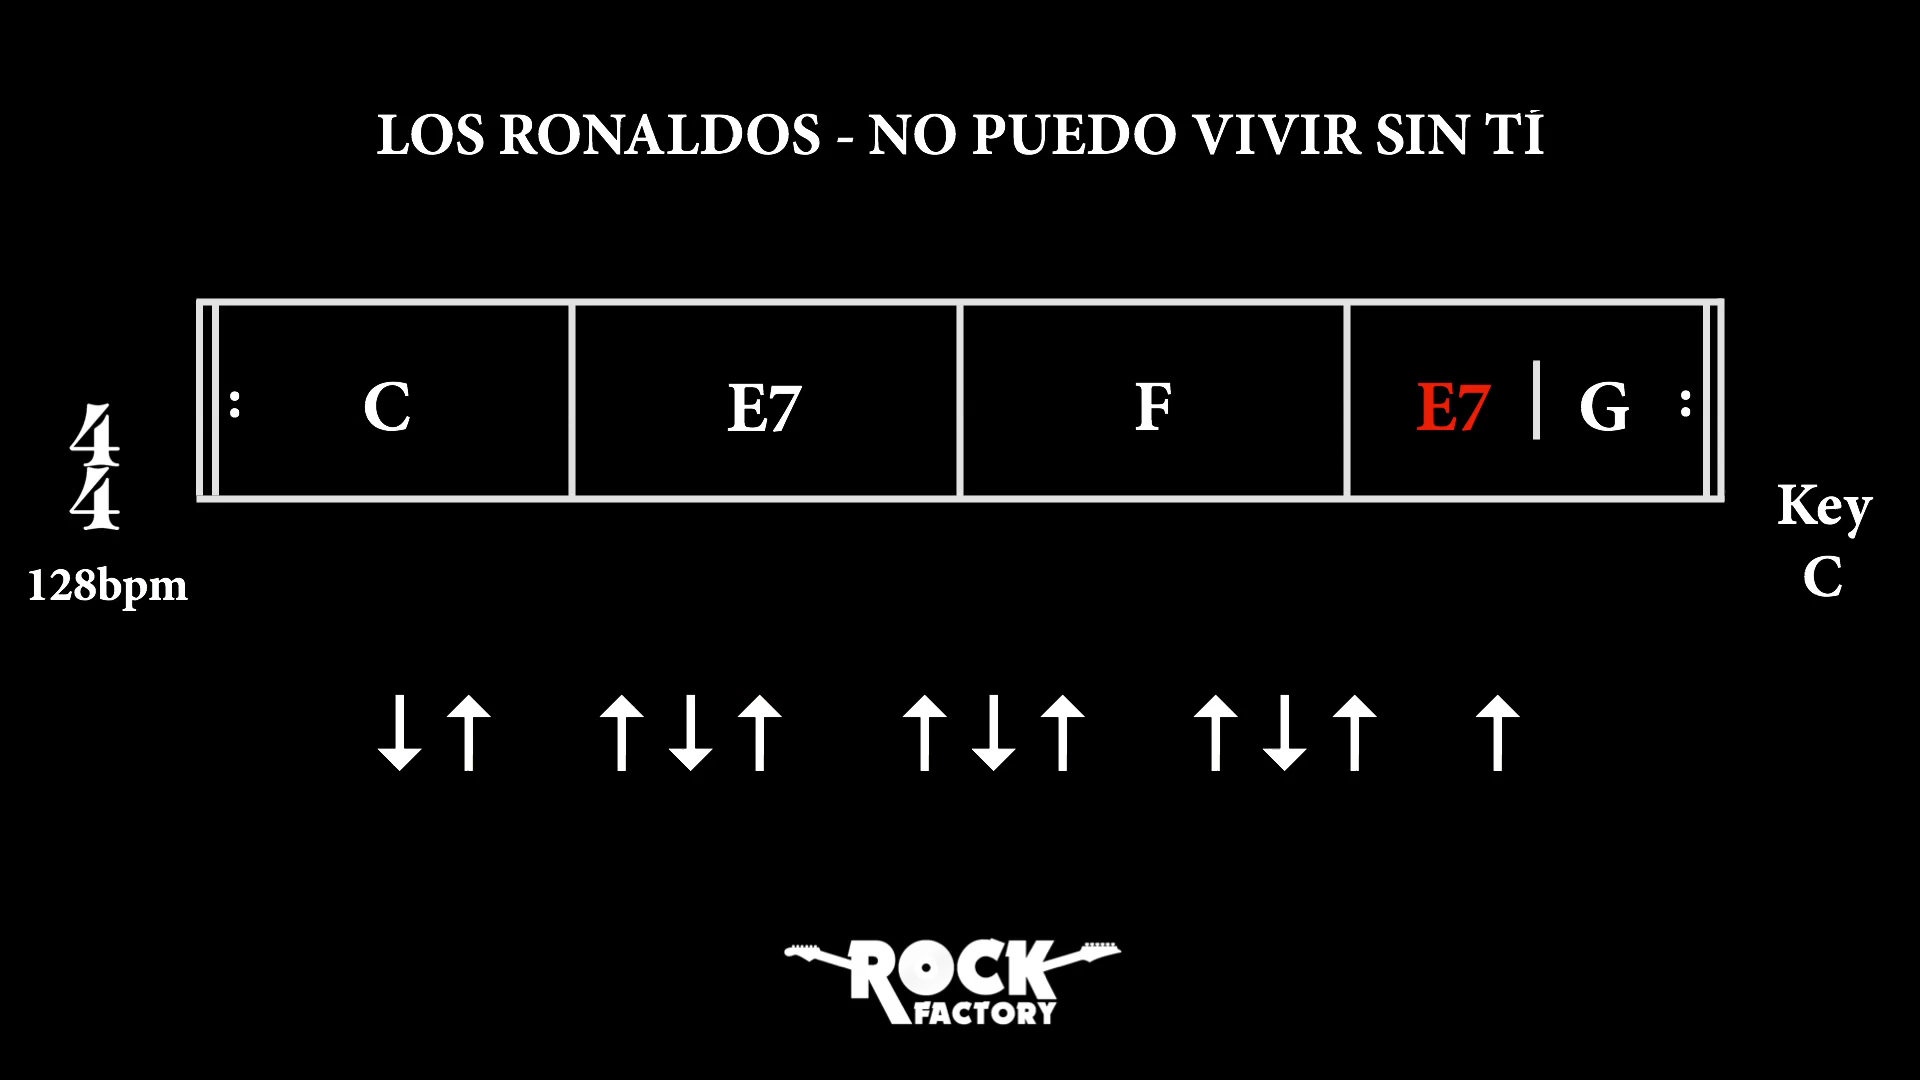 LOS RONALDOS - NO PUEDO VIVIR SIN TÍ
: C E7 F E7 | G :
4
4
128bpm
Key
C
↓↑ ↑↓↑ ↑↓↑ ↑↓↑ ↑
ROCK
FACTORY